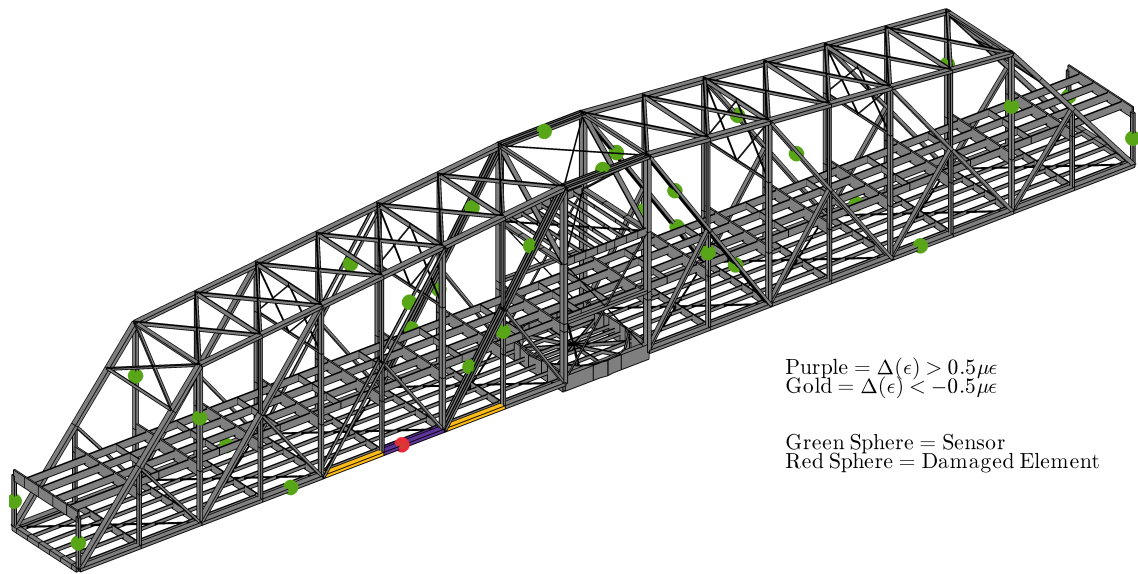 Purple = Δ(ϵ) > 0.5μϵ
Gold = Δ(ϵ) < −0.5μϵ
Green Sphere = Sensor
Red Sphere = Damaged Element